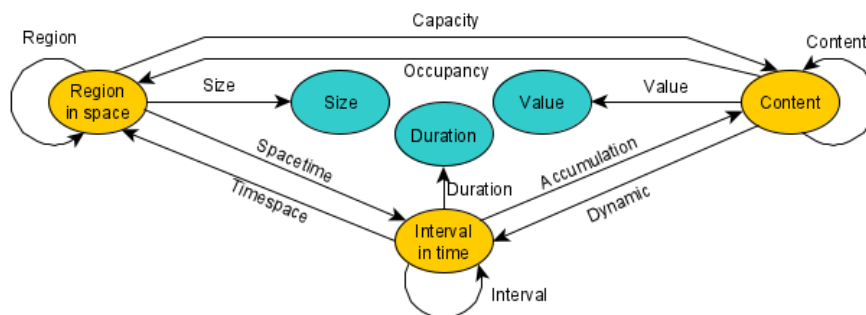 Capacity
Region
Content
Occupancy
Region
in space
Size
Size
Value
Value
Content
Duration
Spacetime
Timespace
Accumulation
Dynamic
Duration
Interval
in time
Interval